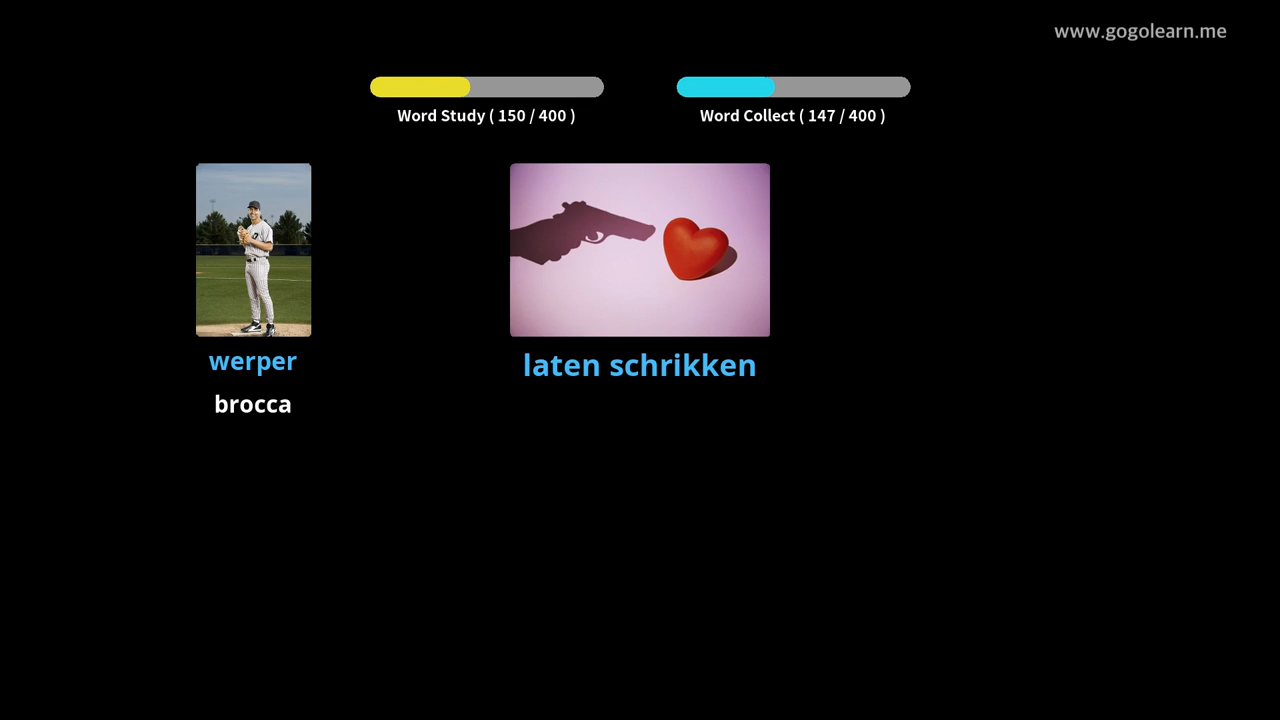 www.gogolearn.me
Word Study ( 150 / 400 )
Word Collect ( 147 / 400 )
werper
brocca
laten schrikken